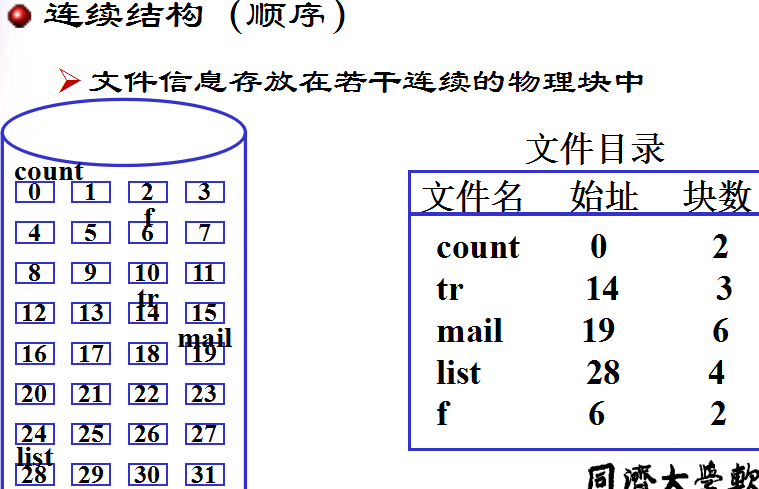 连续结构（顺序）
文件信息存放在若干连续的物理块中
count
0 1 2 3
f
4 5 6 7
8 9 10 11
tr
12 13 14 15
mail
16 17 18 19
20 21 22 23
24 25 26 27
list
28 29 30 31
文件目录
文件名 始址 块数
count 0 2
tr 14 3
mail 19 6
list 28 4
f 6 2
同濟大學軟